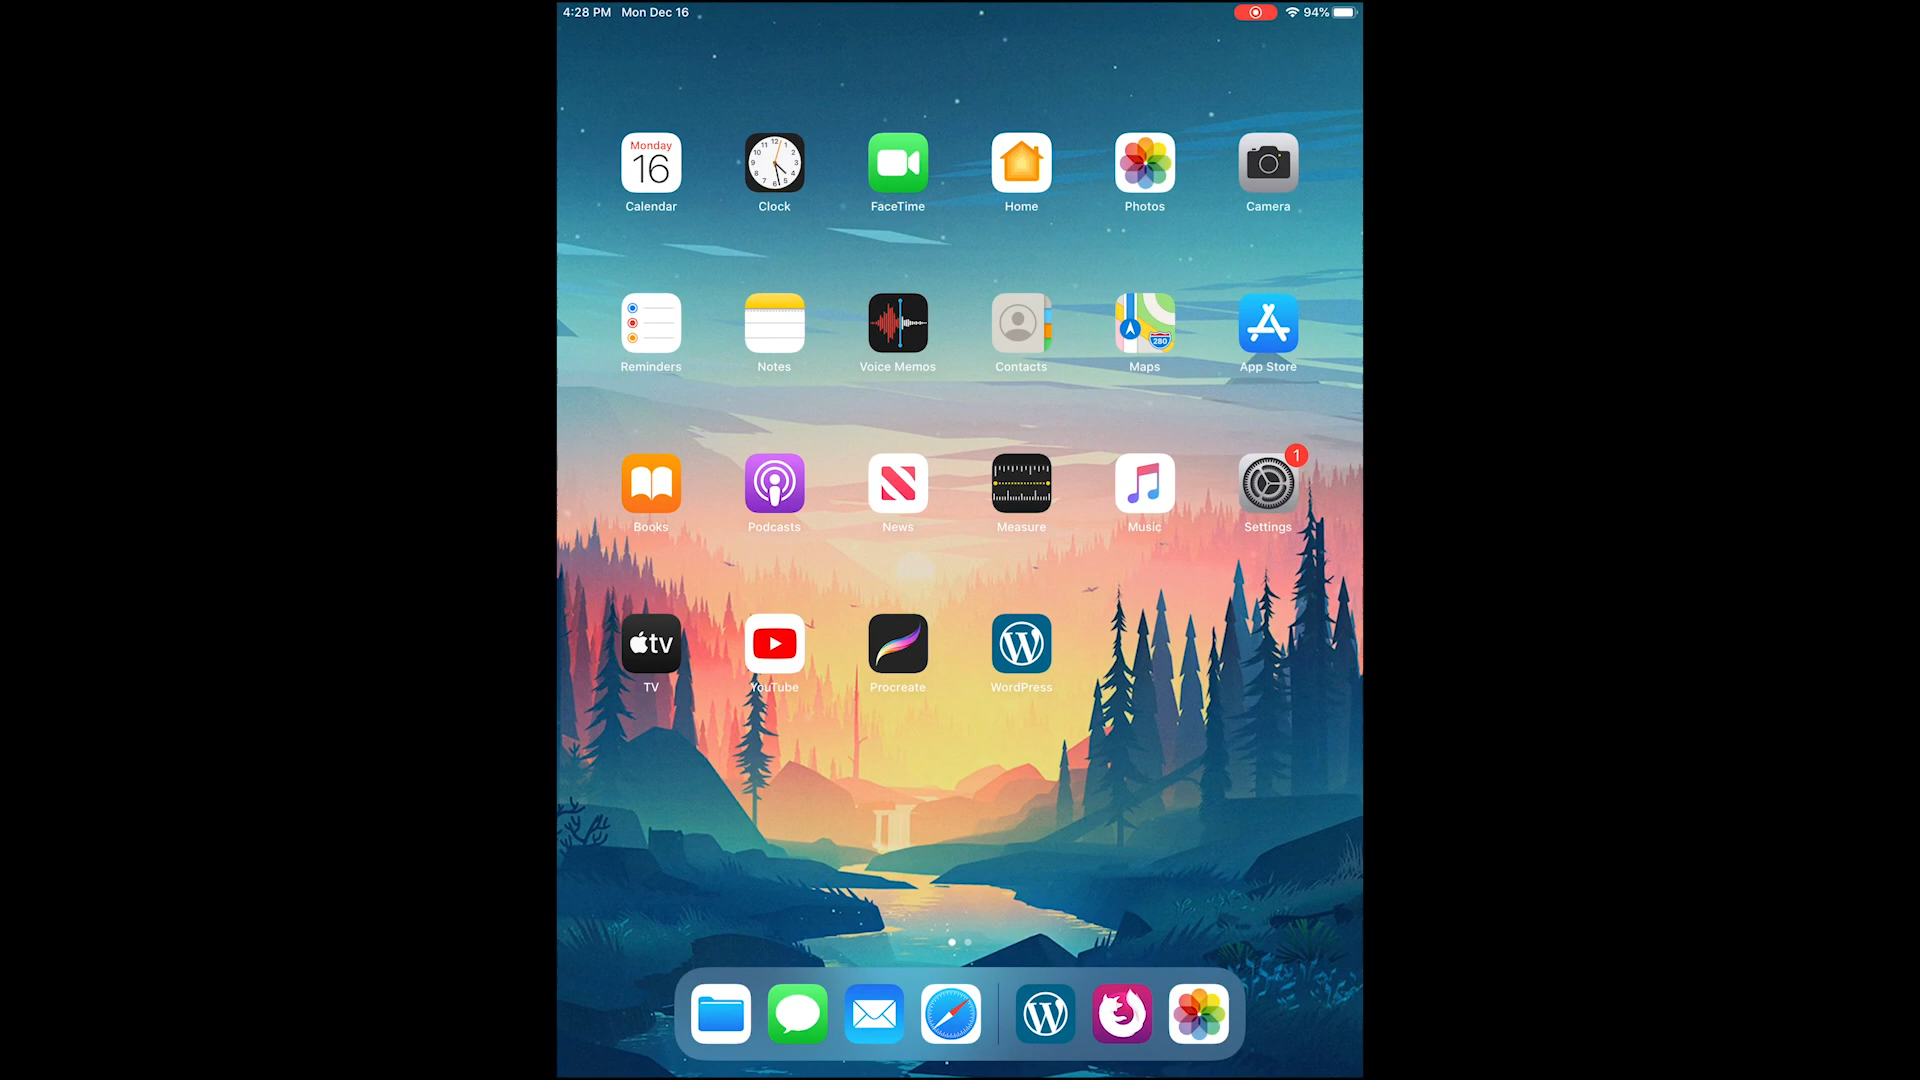 4:28 PM Mon Dec 16
94%
Monday
16
Calendar
Clock
FaceTime
Home
Photos
Camera
280
Reminders
Notes
Voice Memos
Contacts
Maps
App Store
1
Books
Podcasts
News
Measure
Music
Settings
tv
TV
YouTube
Procreate
WordPress